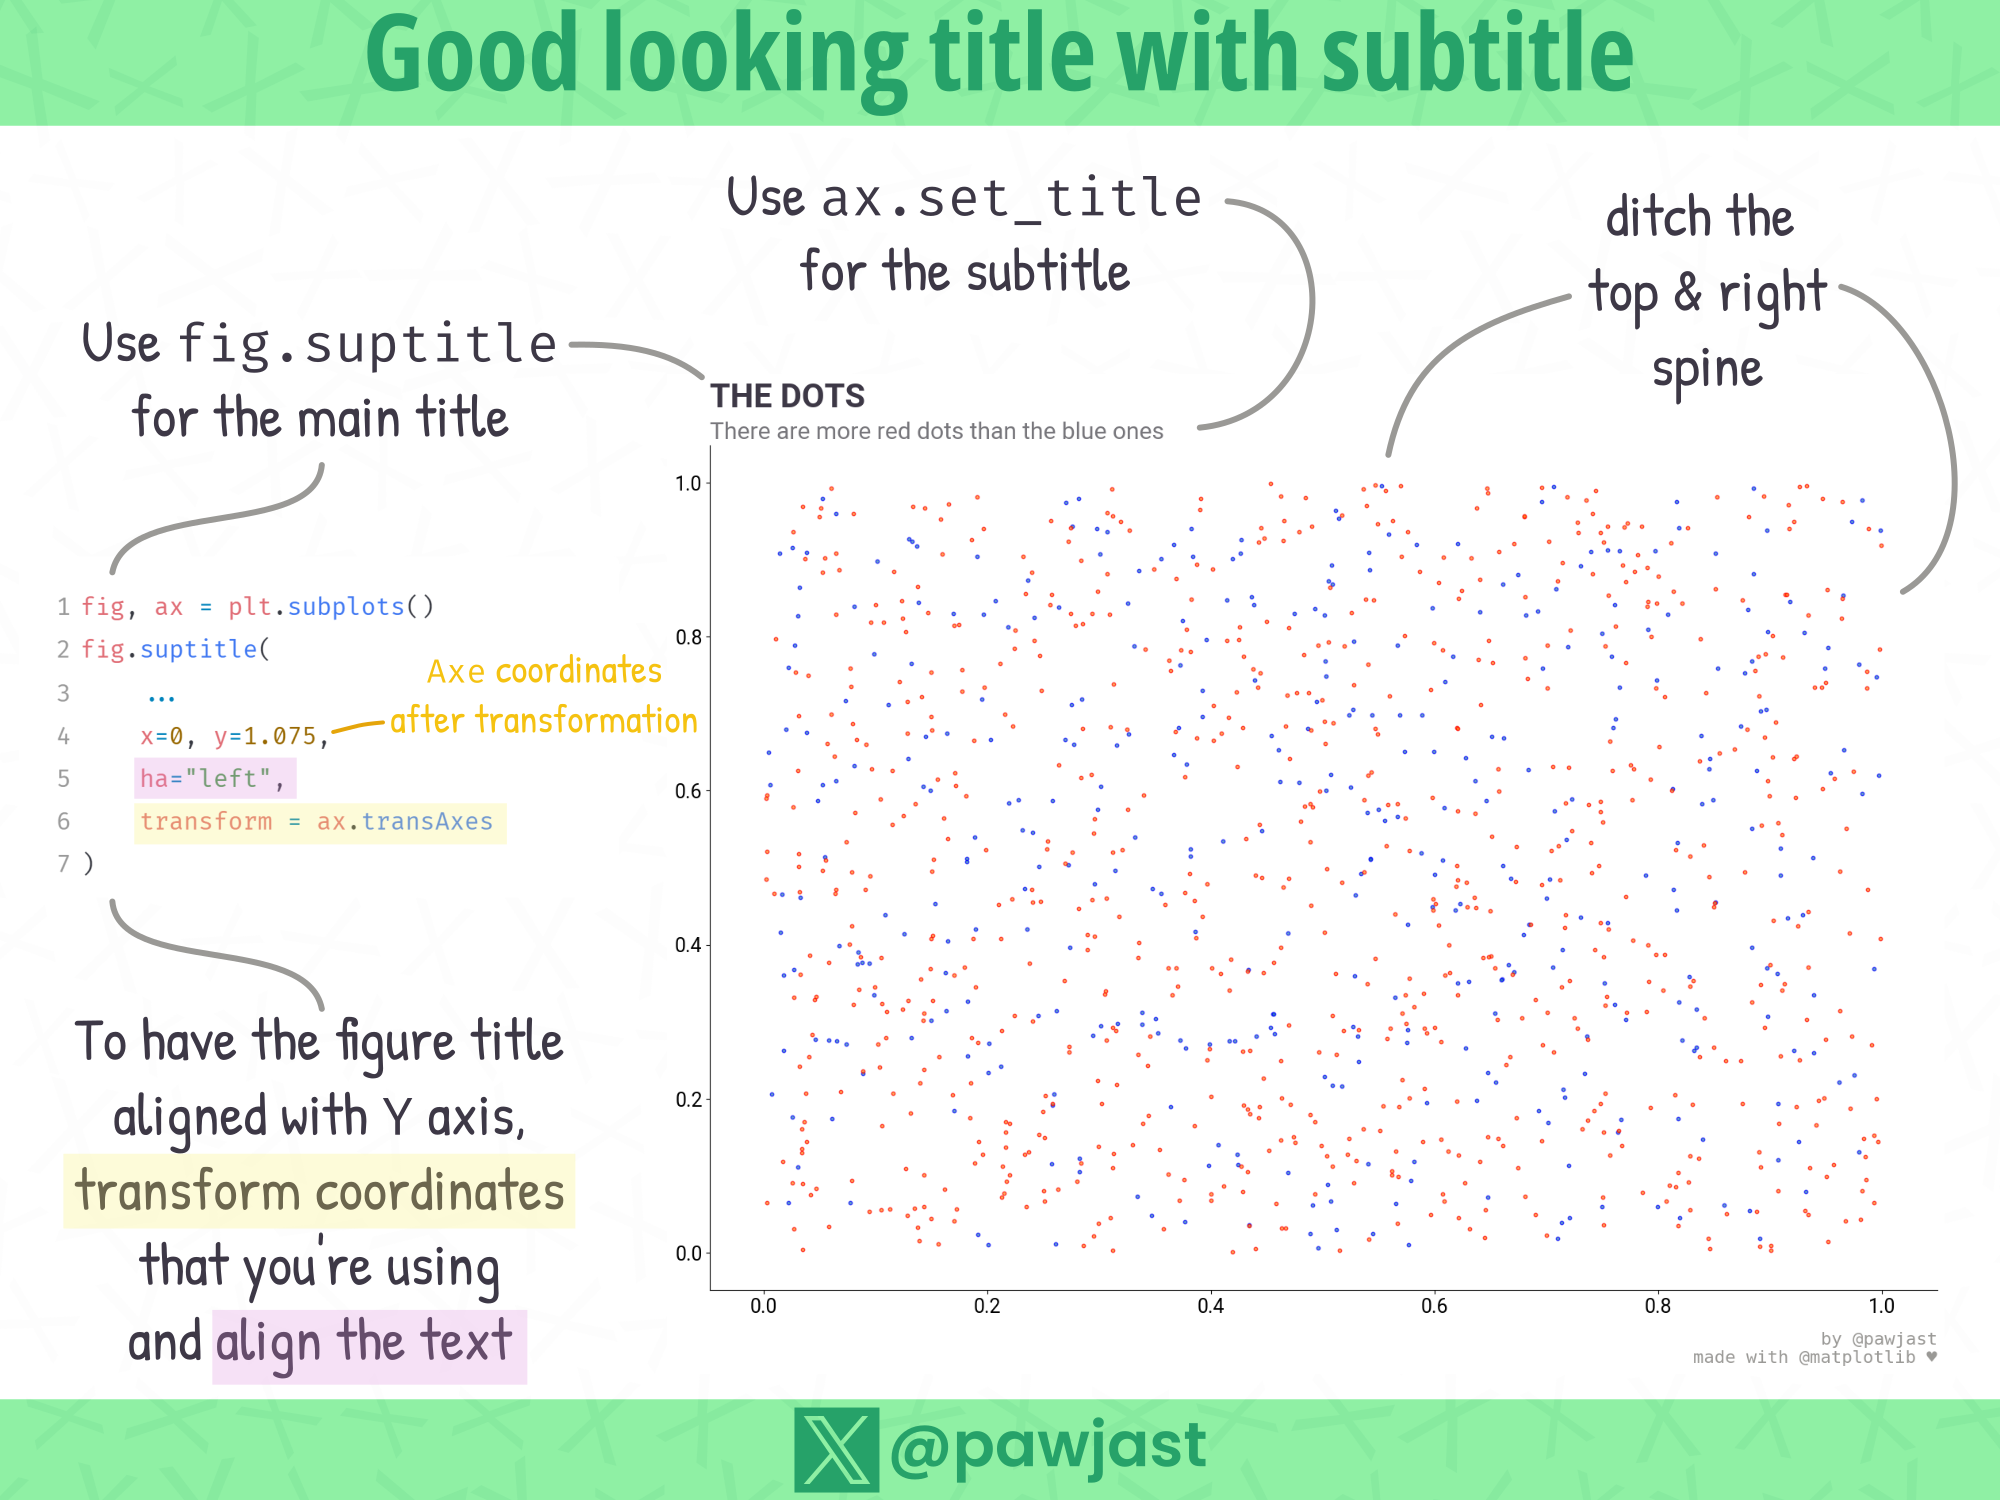 Good looking title with subtitle
Use ax.set_title
for the subtitle
ditch the
top & right
spine
Use fig.suptitle
for the main title
THE DOTS
There are more red dots than the blue ones
1 fig, ax = plt.subplots()
2 fig.suptitle(
3 ...
4 x=0, y=1.075,
5 ha="left",
6 transform = ax.transAxes
7 )
Axe coordinates
after transformation
To have the figure title
aligned with Y axis,
transform coordinates
that you're using
and align the text
1.0
0.8
0.6
0.4
0.2
0.0
0.0 0.2 0.4 0.6 0.8 1.0
by @pawjast
made with @matplotlib ♥
@pawjast